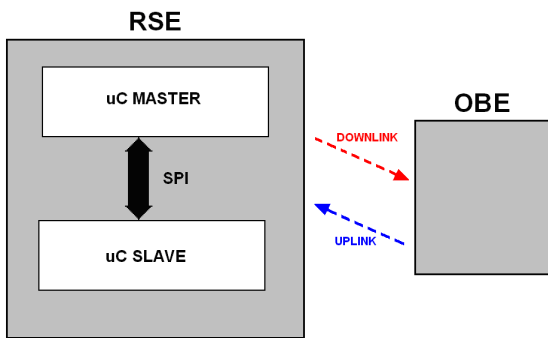 RSE
uC MASTER
SPI
uC SLAVE
DOWNLINK
UPLINK
OBE